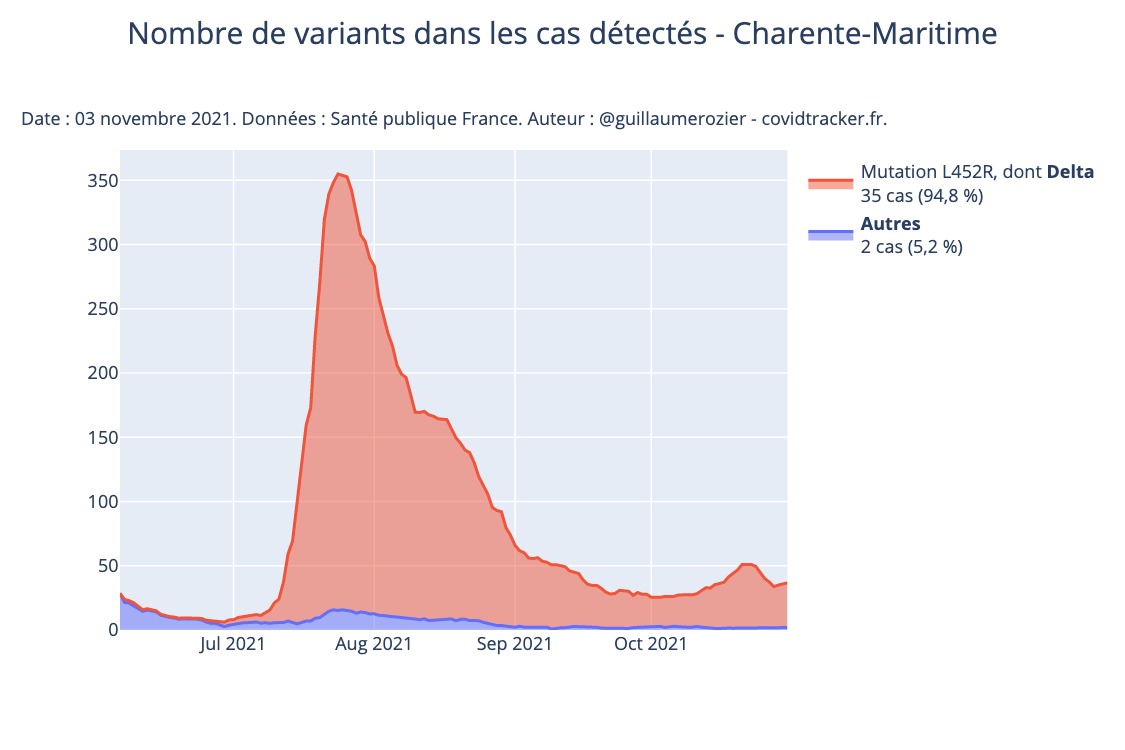 Nombre de variants dans les cas détectés - Charente-Maritime
Date : 03 novembre 2021. Données : Santé publique France. Auteur : @guillaumerozier - covidtracker.fr.
Mutation L452R, dont Delta
35 cas (94,8 %)
Autres
2 cas (5,2 %)
350
300
250
200
150
100
50
0
Jul 2021
Aug 2021
Sep 2021
Oct 2021